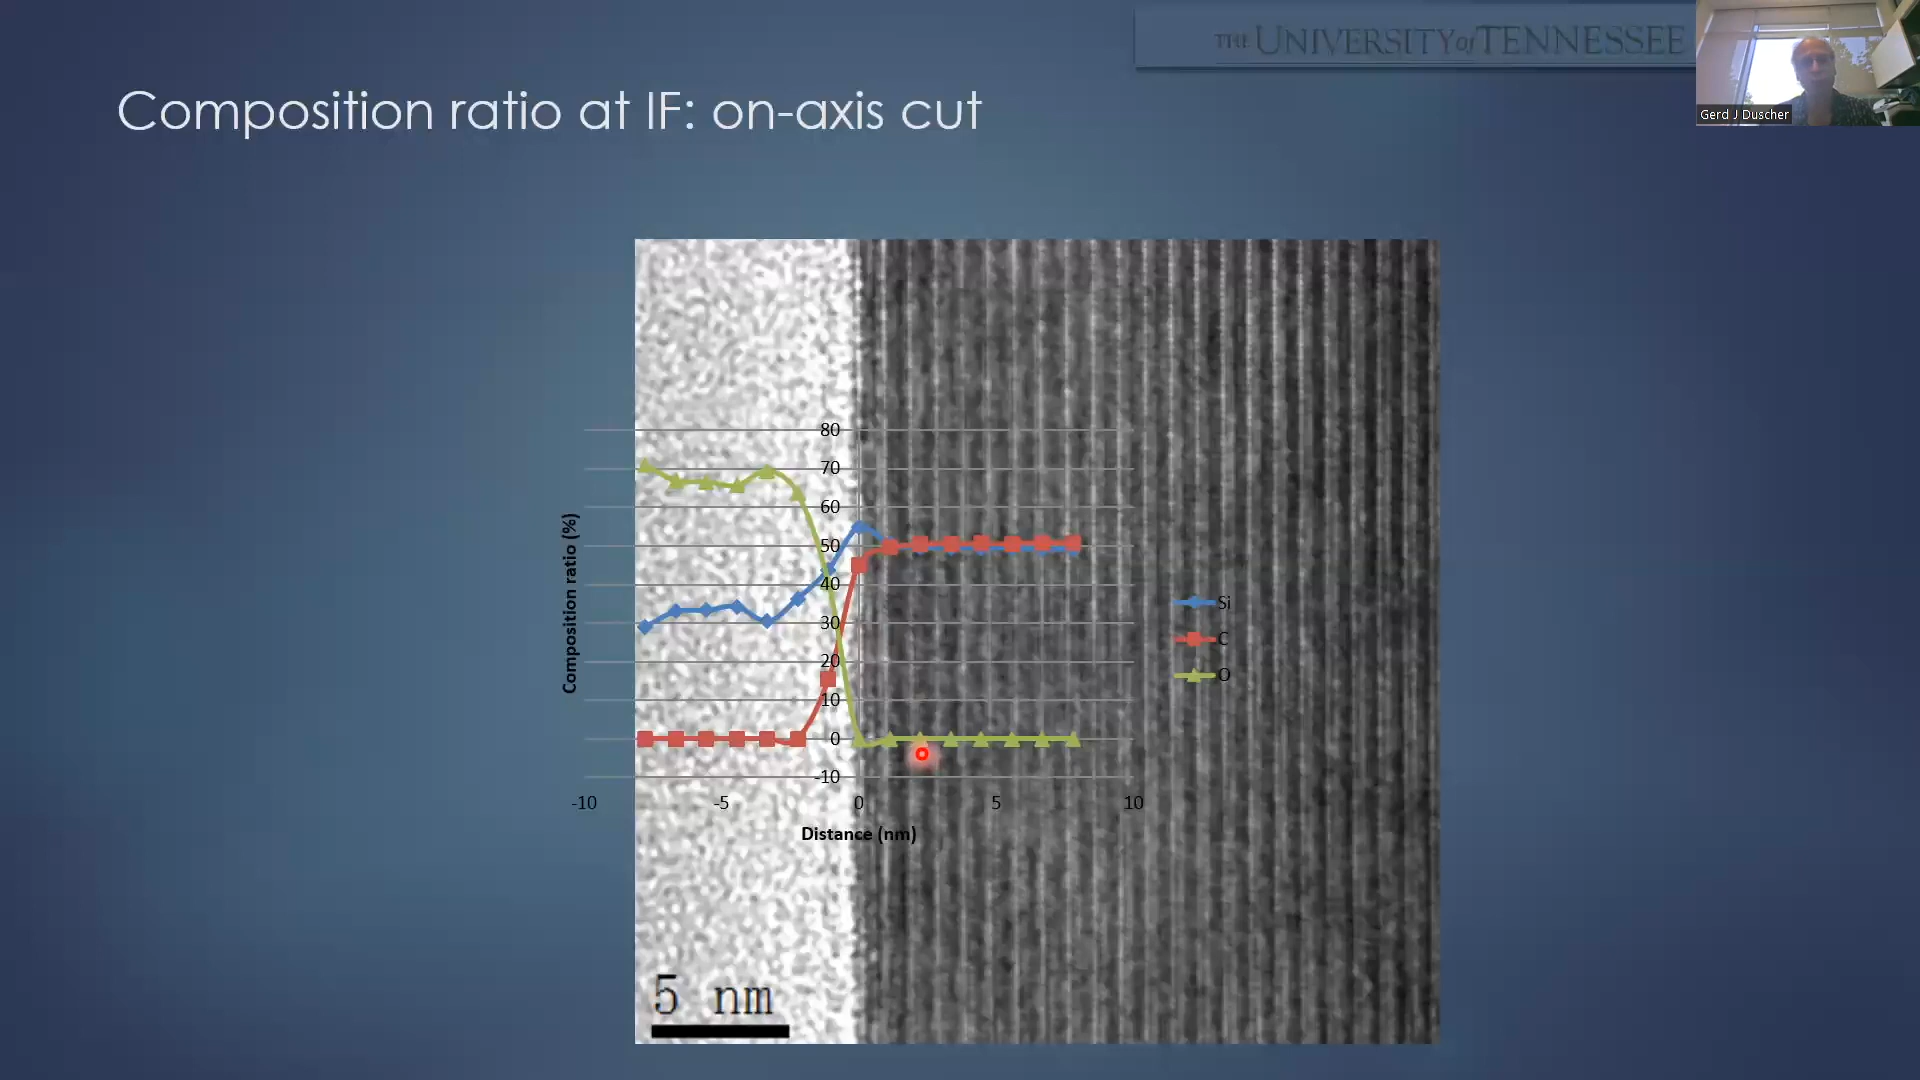 THE UNIVERSITY of TENNESSEE
Gerd J Duscher
Composition ratio at IF: on-axis cut
80
70
60
50
40
30
20
10
0
-10
Composition ratio (%)
-10 -5 0 5 10
Distance (nm)
Si
C
O
5 nm